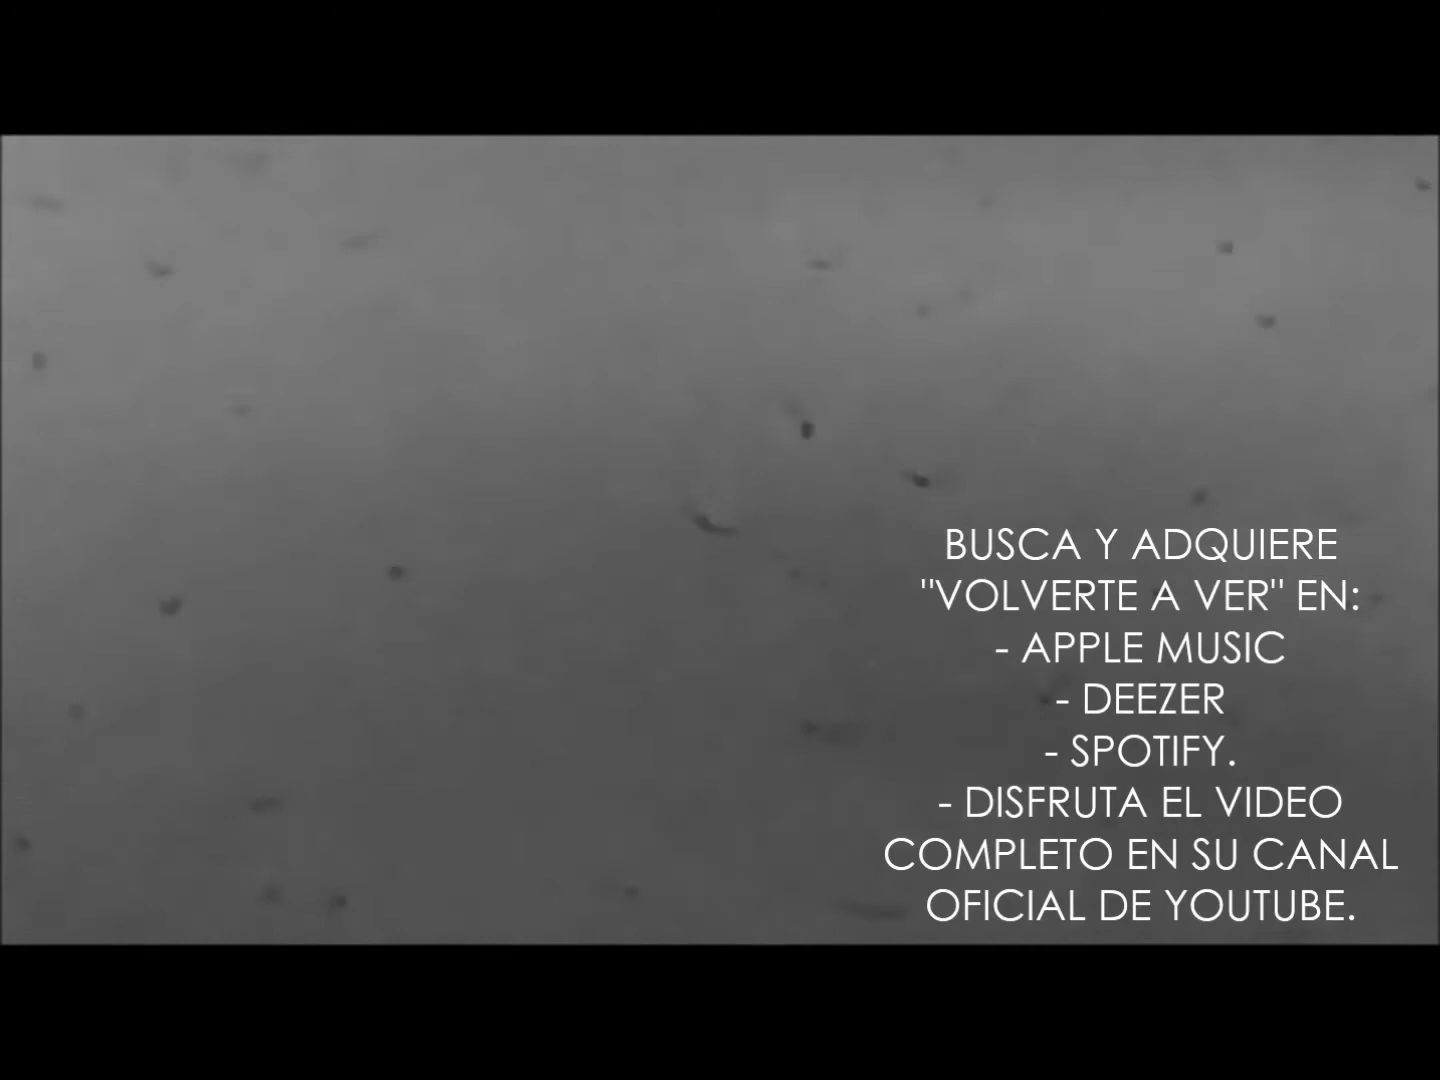 BUSCA Y ADQUIERE
"VOLVERTE A VER" EN:
- APPLE MUSIC
- DEEZER
- SPOTIFY.
- DISFRUTA EL VIDEO
COMPLETO EN SU CANAL
OFICIAL DE YOUTUBE.